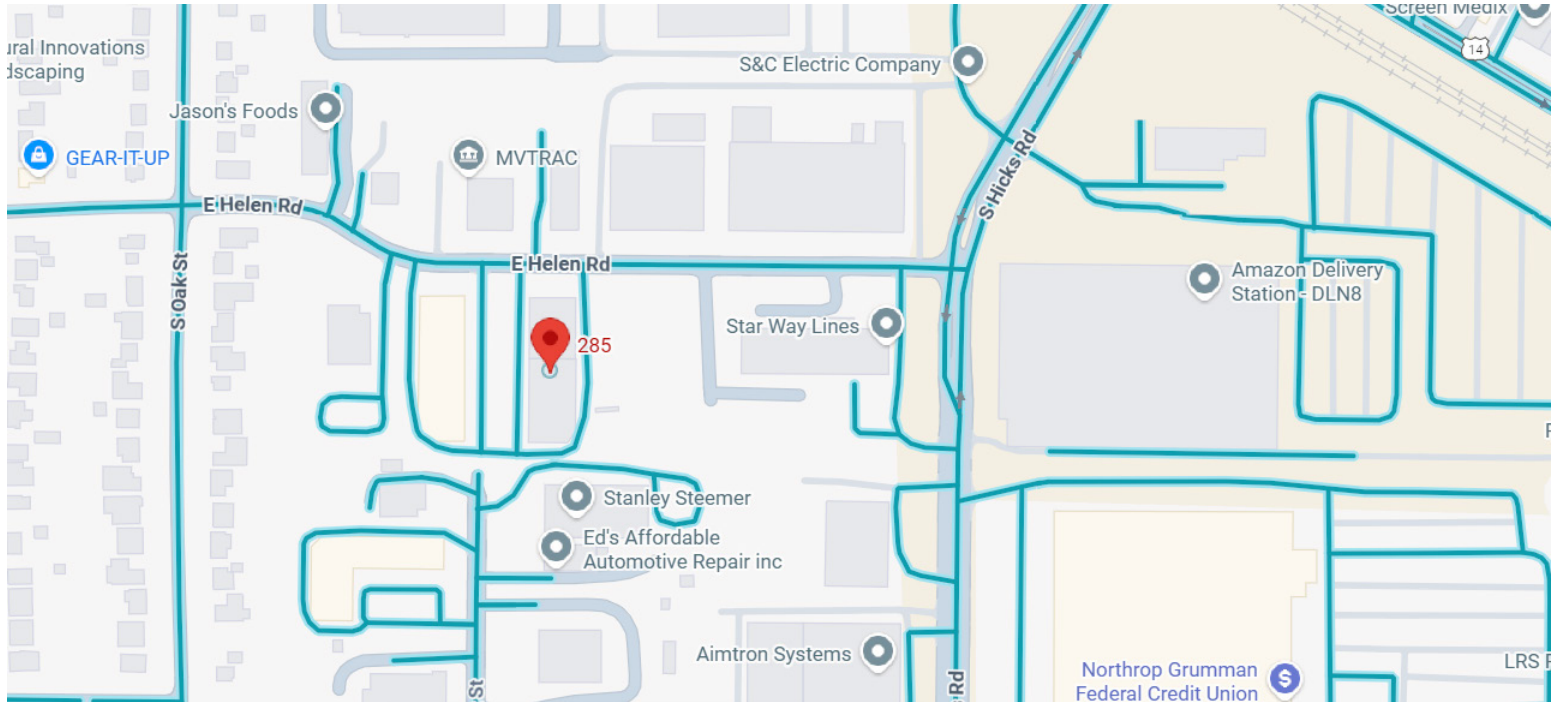 Screen Medix
14
ural Innovations
dscaping
S&C Electric Company
Jason's Foods
GEAR-IT-UP
MVTRAC
E Helen Rd
S Hicks Rd
E Helen Rd
S Oak St
Amazon Delivery
Station - DLN8
Star Way Lines
285
Stanley Steemer
Ed's Affordable
Automotive Repair inc
Aimtron Systems
Northrop Grumman
Federal Credit Union
$
LRS
St
Rd